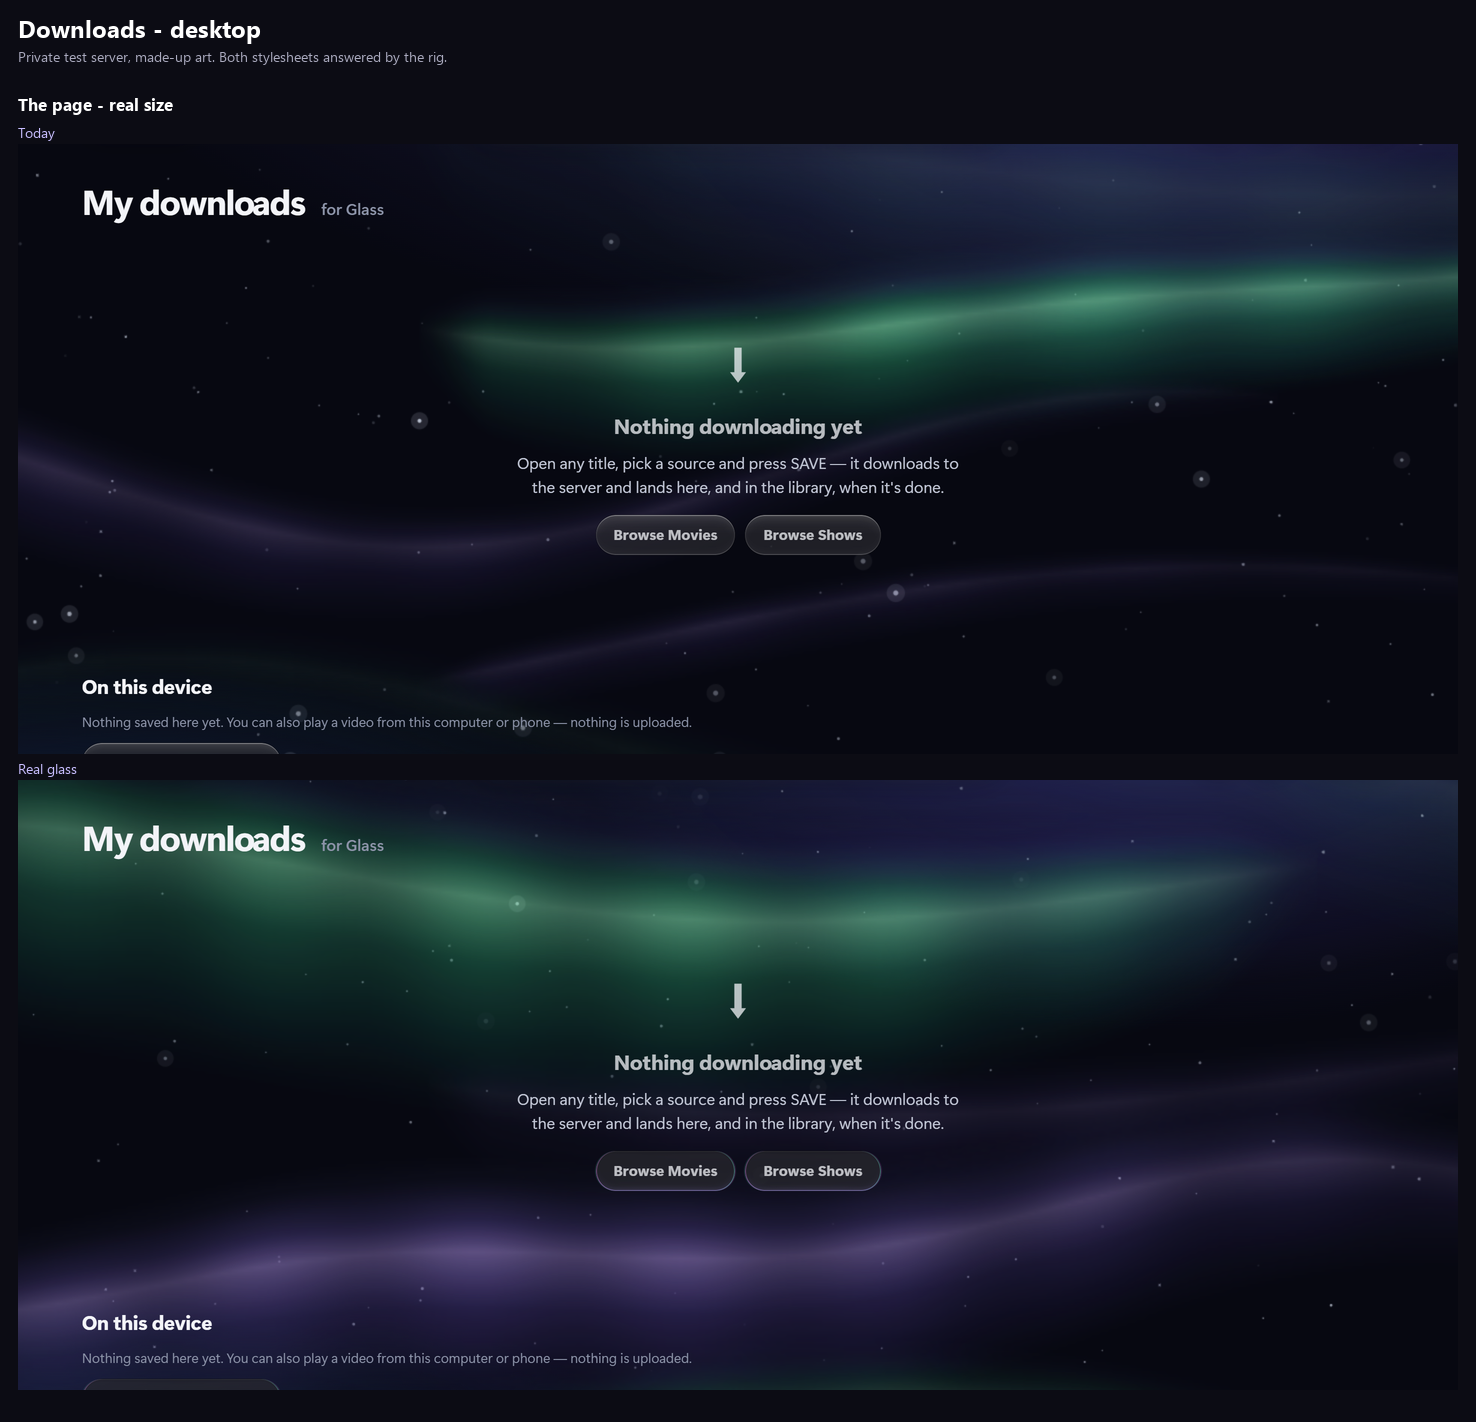 Downloads - desktop
Private test server, made-up art. Both stylesheets answered by the rig.
The page - real size
Today
My downloads for Glass
Nothing downloading yet
Open any title, pick a source and press SAVE — it downloads to
the server and lands here, and in the library, when it's done.
Browse Movies Browse Shows
On this device
Nothing saved here yet. You can also play a video from this computer or phone — nothing is uploaded.
Real glass
My downloads for Glass
Nothing downloading yet
Open any title, pick a source and press SAVE — it downloads to
the server and lands here, and in the library, when it's done.
Browse Movies Browse Shows
On this device
Nothing saved here yet. You can also play a video from this computer or phone — nothing is uploaded.